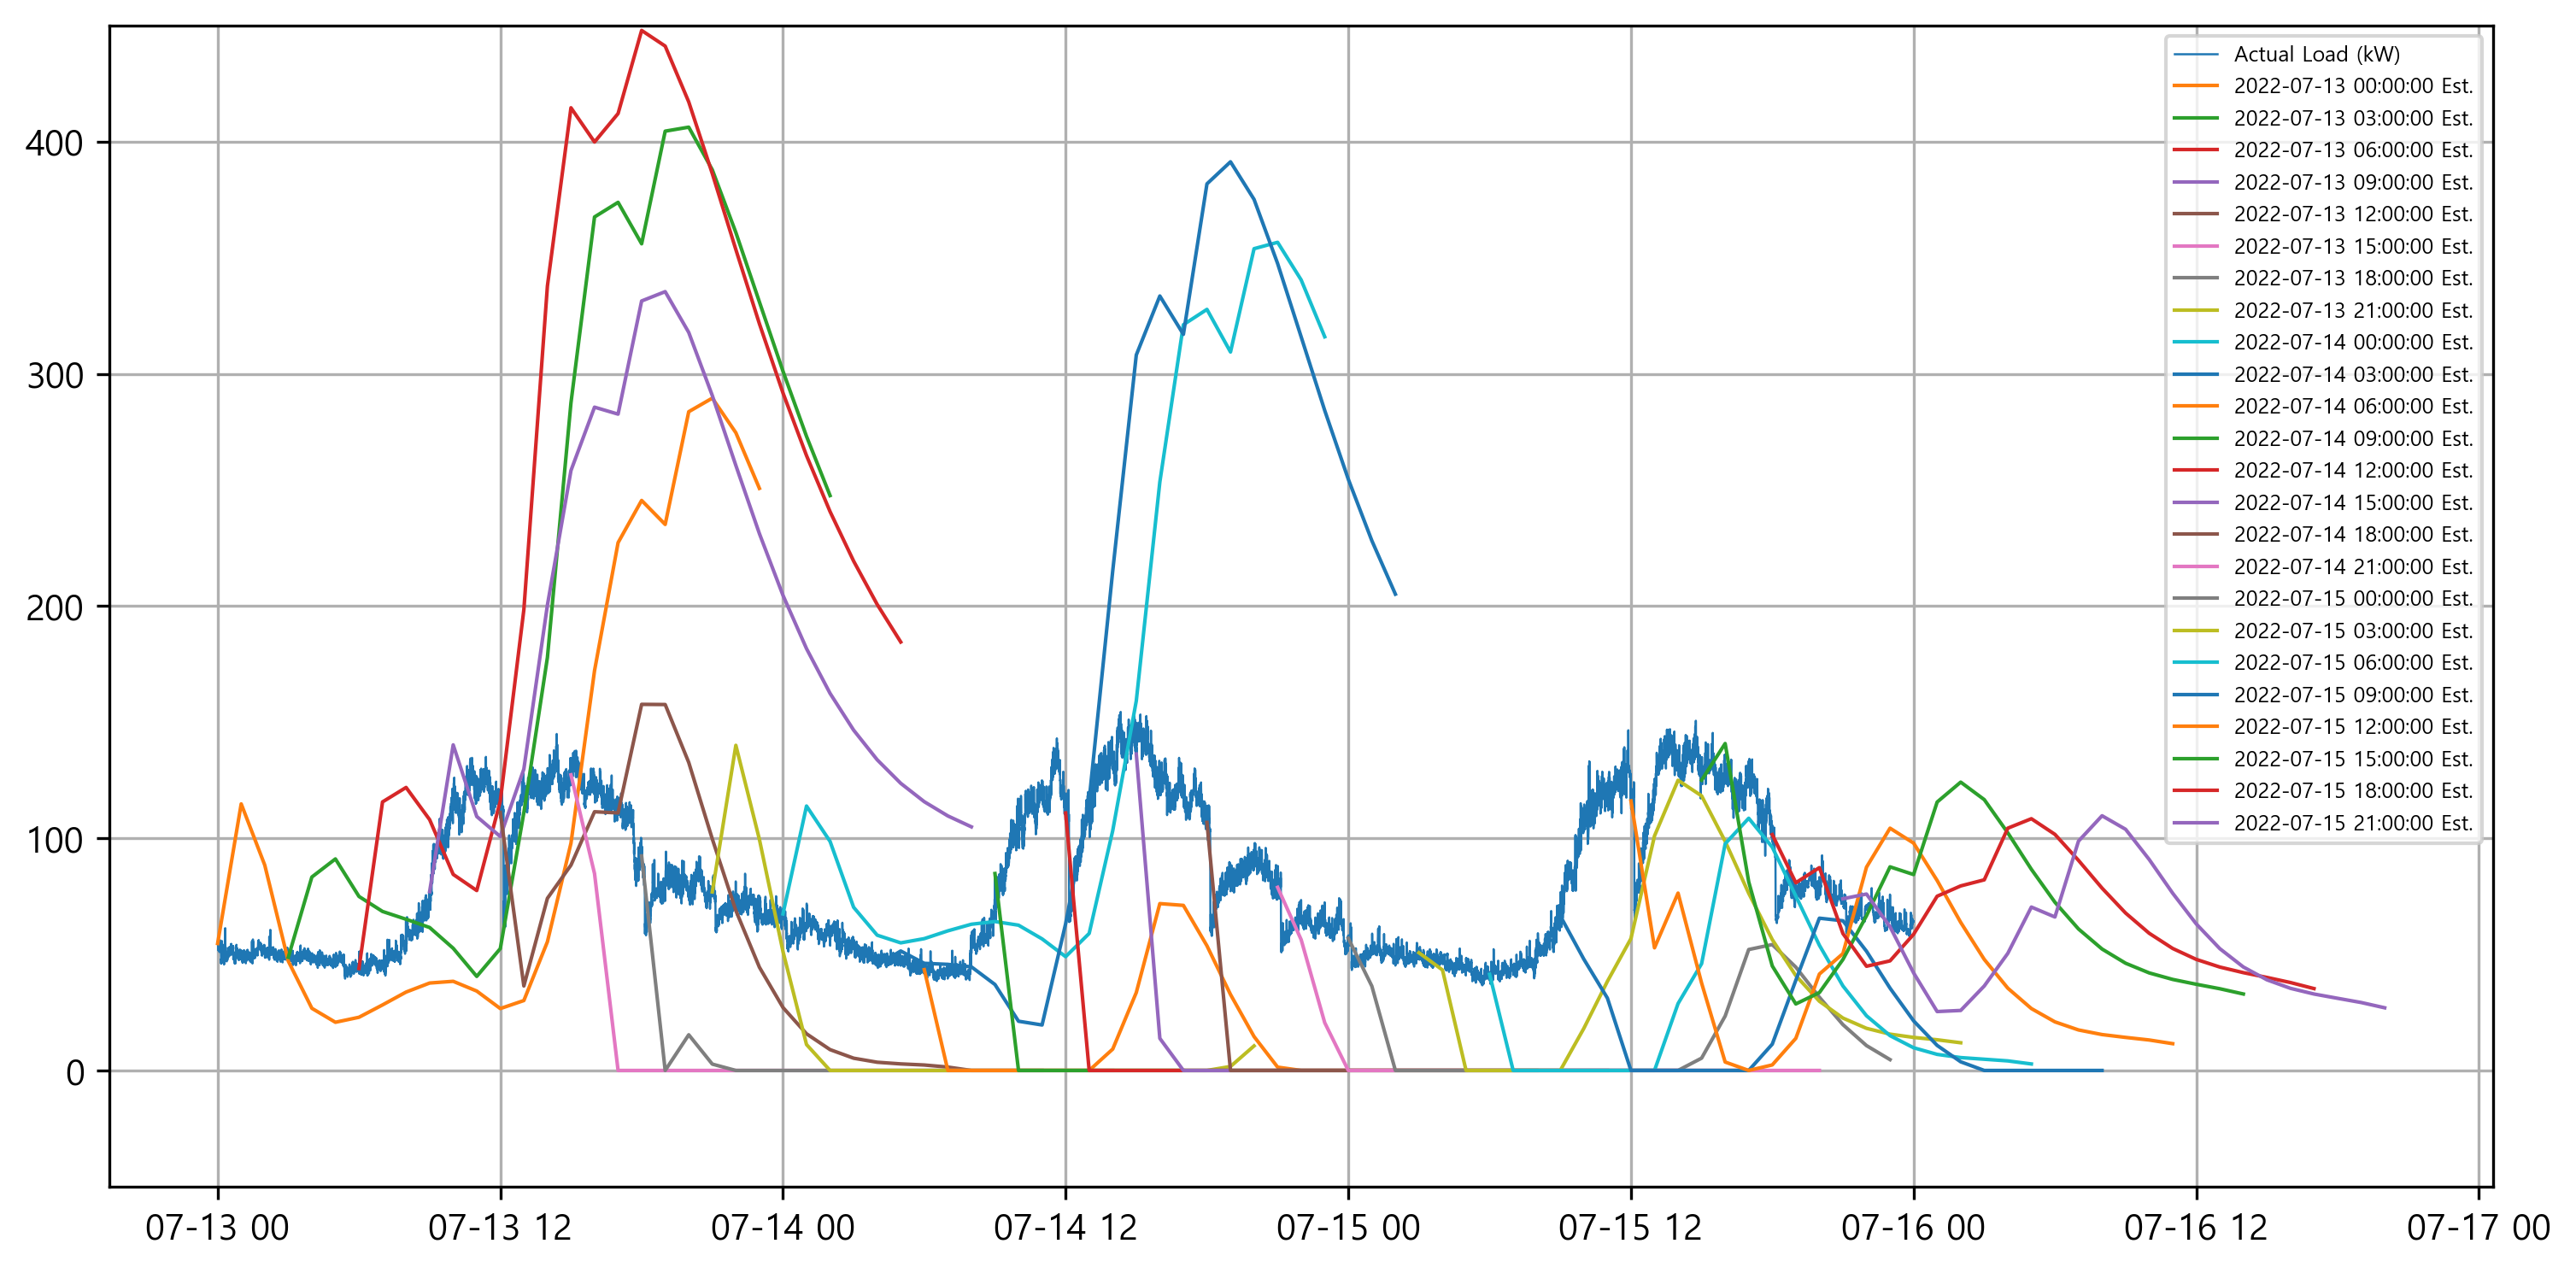 400
300
200
100
0
07-13 00
07-13 12
07-14 00
07-14 12
07-15 00
07-15 12
07-16 00
07-16 12
07-17 00
Actual Load (kW)
2022-07-13 00:00:00 Est.
2022-07-13 03:00:00 Est.
2022-07-13 06:00:00 Est.
2022-07-13 09:00:00 Est.
2022-07-13 12:00:00 Est.
2022-07-13 15:00:00 Est.
2022-07-13 18:00:00 Est.
2022-07-13 21:00:00 Est.
2022-07-14 00:00:00 Est.
2022-07-14 03:00:00 Est.
2022-07-14 06:00:00 Est.
2022-07-14 09:00:00 Est.
2022-07-14 12:00:00 Est.
2022-07-14 15:00:00 Est.
2022-07-14 18:00:00 Est.
2022-07-14 21:00:00 Est.
2022-07-15 00:00:00 Est.
2022-07-15 03:00:00 Est.
2022-07-15 06:00:00 Est.
2022-07-15 09:00:00 Est.
2022-07-15 12:00:00 Est.
2022-07-15 15:00:00 Est.
2022-07-15 18:00:00 Est.
2022-07-15 21:00:00 Est.